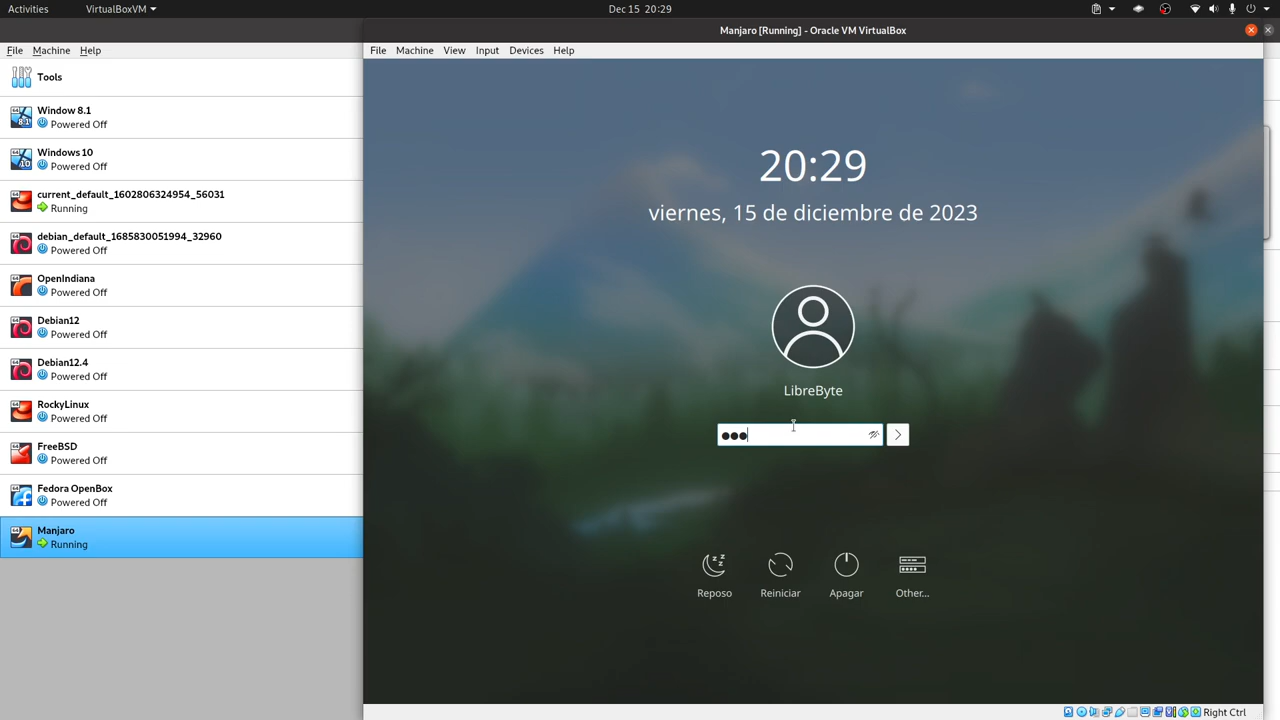 Activities
VirtualBoxVM
Dec 15 20:29
Manjaro [Running] - Oracle VM VirtualBox
File Machine Help
File Machine View Input Devices Help
Tools
Window 8.1
Powered Off
Windows 10
Powered Off
current_default_1602806324954_56031
Running
debian_default_1685830051994_32960
Powered Off
OpenIndiana
Powered Off
Debian12
Powered Off
Debian12.4
Powered Off
RockyLinux
Powered Off
FreeBSD
Powered Off
Fedora OpenBox
Powered Off
Manjaro
Running
20:29
viernes, 15 de diciembre de 2023
LibreByte
Reposo
Reiniciar
Apagar
Other...
Right Ctrl